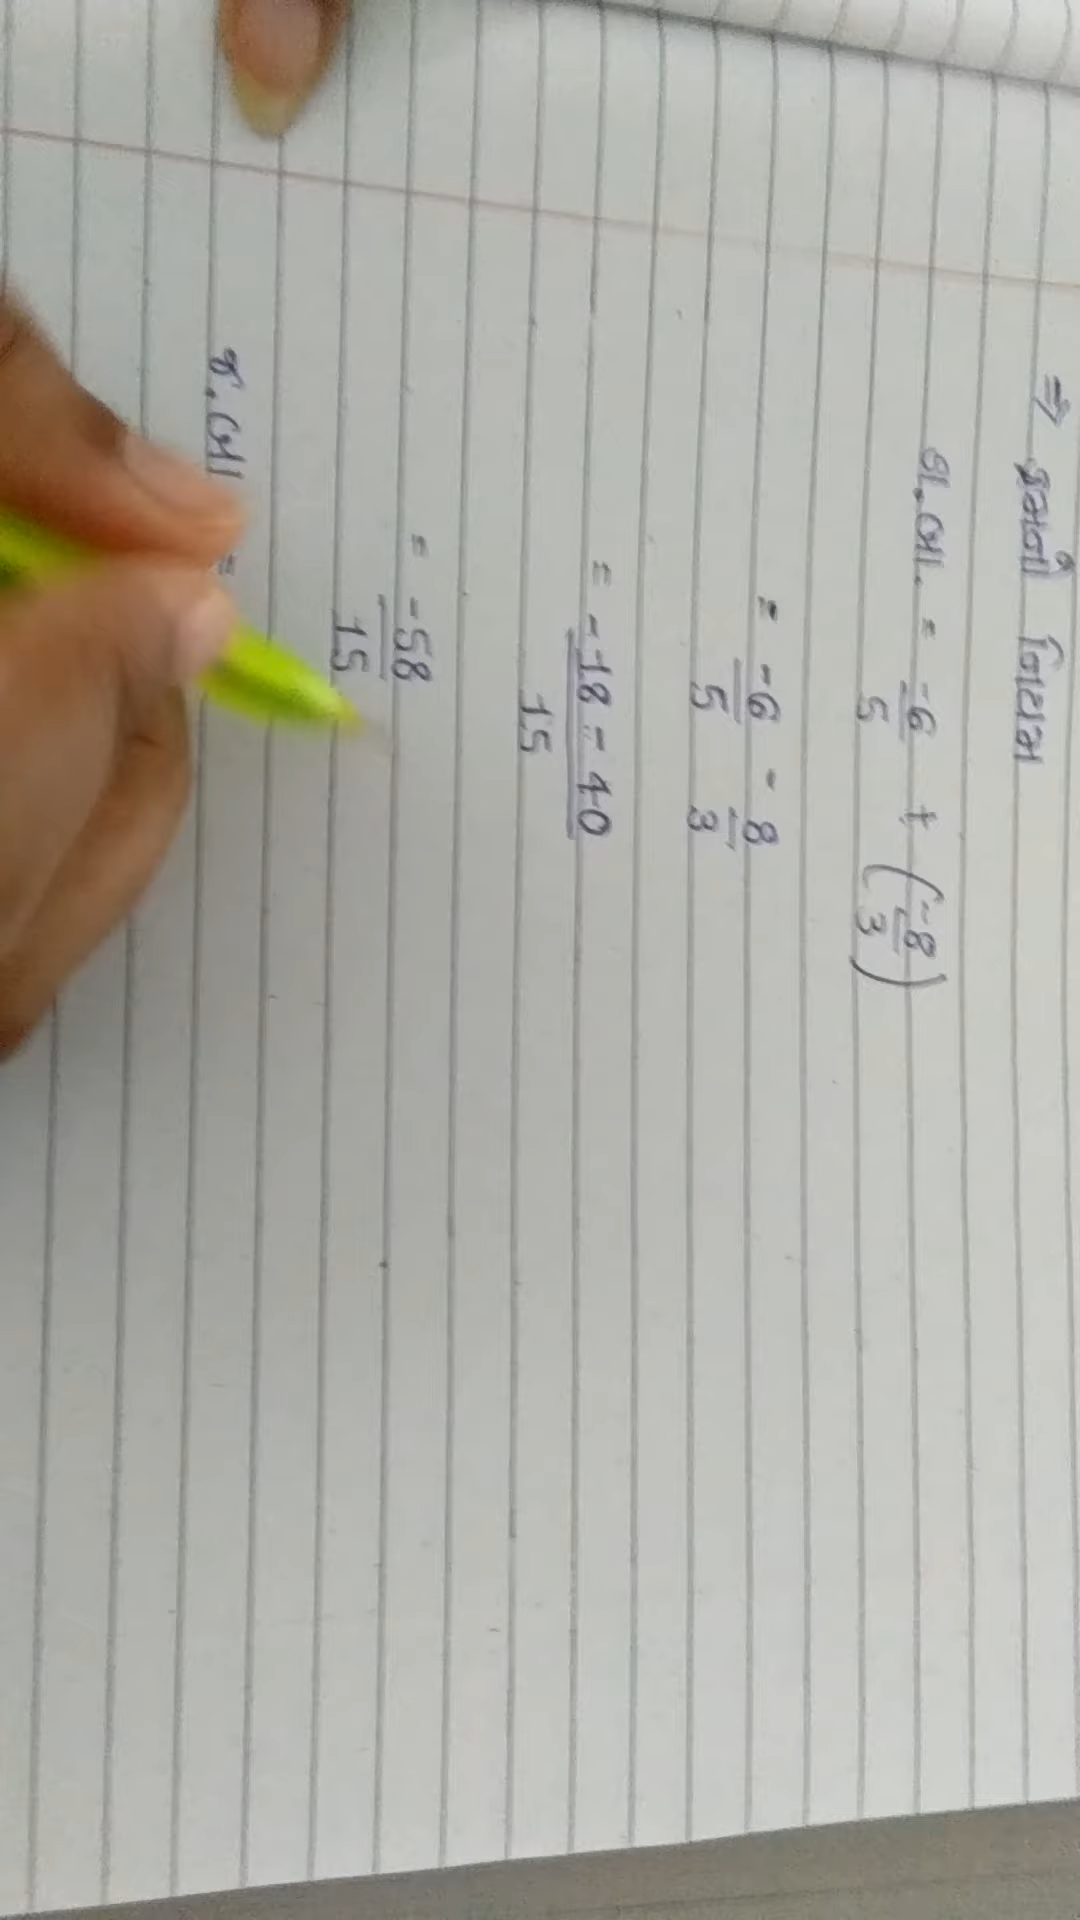 ⇒ ક્રમનો નિયમ
ડા.બા. = -6/5 + (-8/3)
= -6/5 - 8/3
= -18 - 40 / 15
= -58/15
જ.બા =